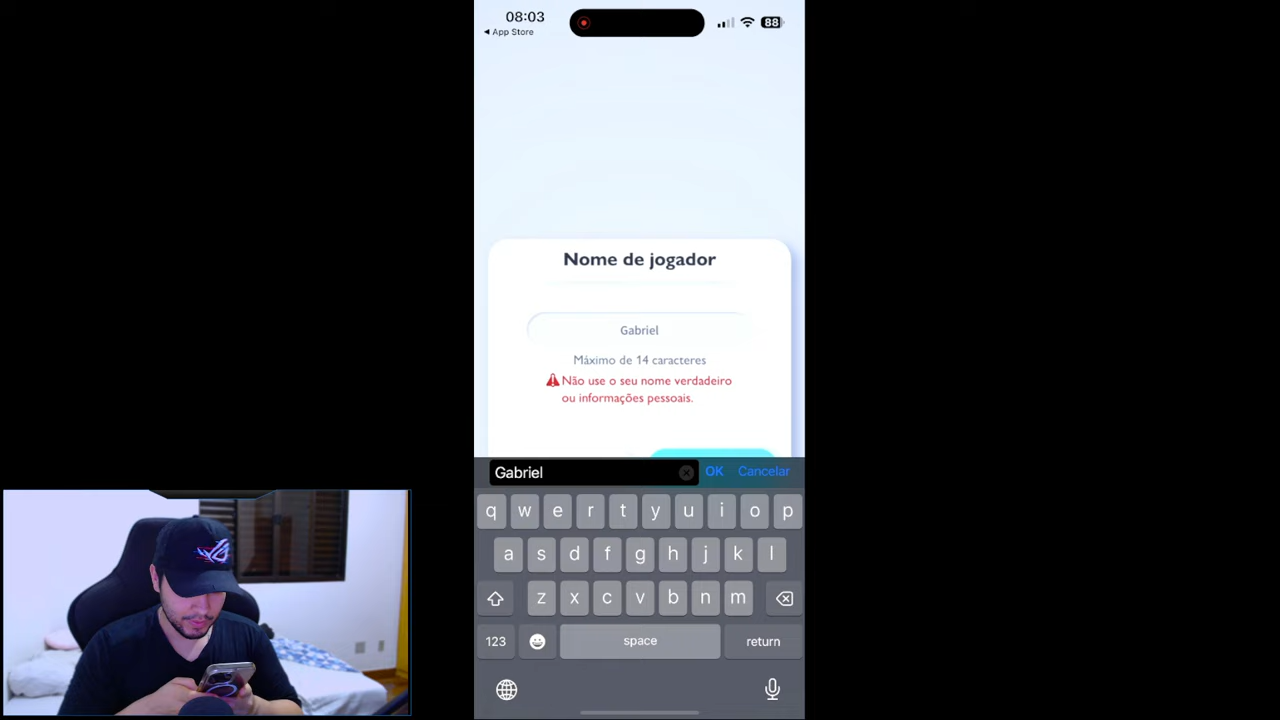 08:03
88
◀ App Store
Nome de jogador
Gabriel
Máximo de 14 caracteres
Não use o seu nome verdadeiro
ou informações pessoais.
Gabriel
OK
Cancelar
q w e r t y u i o p
a s d f g h j k l
z x c v b n m
123
space
return